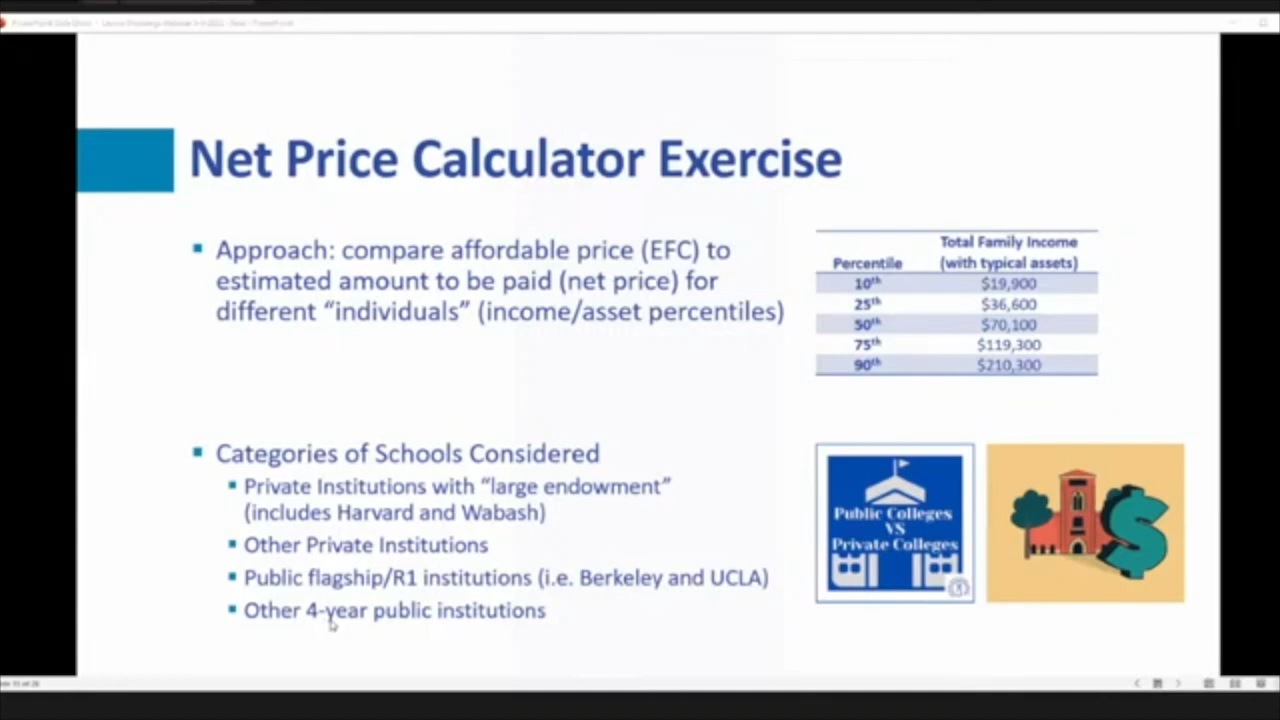 Net Price Calculator Exercise
▪ Approach: compare affordable price (EFC) to
estimated amount to be paid (net price) for
different “individuals” (income/asset percentiles)
Total Family Income
Percentile (with typical assets)
10th $19,900
25th $36,600
50th $70,100
75th $119,300
90th $210,300
▪ Categories of Schools Considered
▪ Private Institutions with “large endowment”
(includes Harvard and Wabash)
▪ Other Private Institutions
▪ Public flagship/R1 institutions (i.e. Berkeley and UCLA)
▪ Other 4-year public institutions
Public Colleges
VS
Private Colleges
$